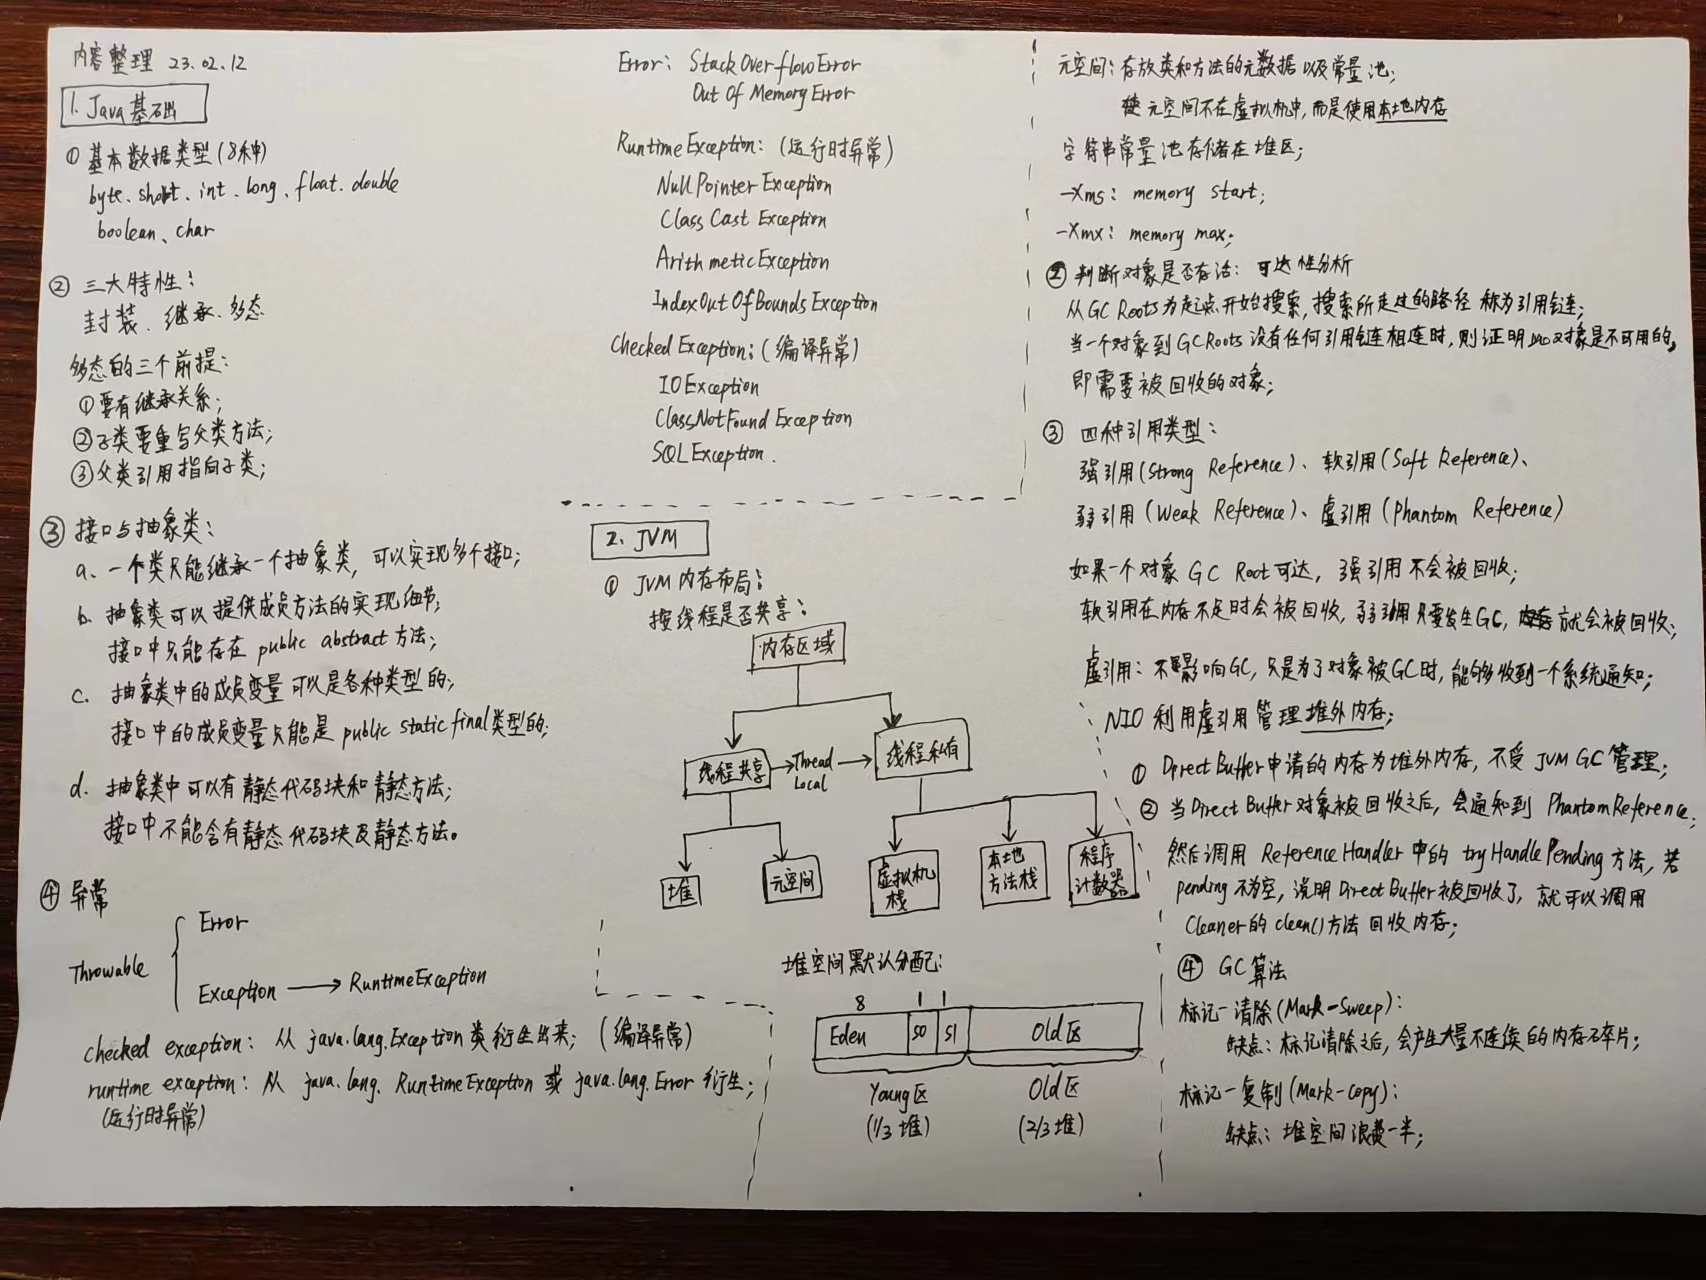 内容整理 23.02.12
1. Java基础
① 基本数据类型(8种)
byte、short、int、long、float、double
boolean、char
② 三大特性：
封装、继承、多态
多态的三个前提：
①要有继承关系；
②子类要重写父类方法；
③父类引用指向子类；
③ 接口与抽象类：
a、一个类只能继承一个抽象类，可以实现多个接口；
b、抽象类可以提供成员方法的实现细节；
接口中只能存在 public abstract 方法；
c. 抽象类中的成员变量可以是各种类型的；
接口中的成员变量只能是 public static final类型的；
d. 抽象类中可以有静态代码块和静态方法；
接口中不能含有静态代码块及静态方法。
④ 异常
Throwable
Error
Exception → RuntimeException
checked exception: 从 java.lang.Exception类衍生出来；(编译异常)
runtime exception: 从 java.lang. RuntimeException 或 java.lang.Error 衍生；
(运行时异常)
Error: StackOverflowError
Out Of Memory Error
RuntimeException: (运行时异常)
NullPointerException
Class Cast Exception
ArithmeticException
IndexOutOfBoundsException
Checked Exception: (编译异常)
IOException
ClassNotFoundException
SQLException.
2、JVM
① JVM内存布局：
按线程是否共享：
内存区域
线程共享 → Thread Local → 线程私有
堆
元空间
虚拟机栈
本地方法栈
程序计数器
堆空间默认分配：
8 1 1
Eden S0 S1 Old区
Young区 Old区
(1/3 堆) (2/3 堆)
元空间：存放类和方法的元数据以及常量池；
元空间不在虚拟机中，而是使用本地内存
字符串常量池存储在堆区；
-Xms: memory start;
-Xmx: memory max;
② 判断对象是否存活：可达性分析
从GC Roots为起点开始搜索，搜索所走过的路径称为引用链；
当一个对象到GC Roots没有任何引用链相连时，则证明此对象是不可用的，
即需要被回收的对象；
③ 四种引用类型：
强引用(Strong Reference)、软引用(Soft Reference)、
弱引用(Weak Reference)、虚引用(Phantom Reference)
如果一个对象 GC Root可达，强引用不会被回收；
软引用在内存不足时会被回收，弱引用只要发生GC，就会被回收；
虚引用：不影响GC，只是为了对象被GC时，能够收到一个系统通知；
NIO 利用虚引用管理堆外内存；
① DirectBuffer申请的内存为堆外内存，不受 JVM GC 管理；
② 当DirectBuffer对象被回收之后，会通知到 PhantomReference；
然后调用 ReferenceHandler 中的 tryHandlePending 方法，若
pending 不为空，说明DirectBuffer被回收了，就可以调用
Cleaner的clean()方法回收内存；
④ GC 算法
标记-清除(Mark-Sweep)：
缺点：标记清除之后，会产生大量不连续的内存碎片；
标记-复制(Mark-copy)：
缺点：堆空间浪费一半；